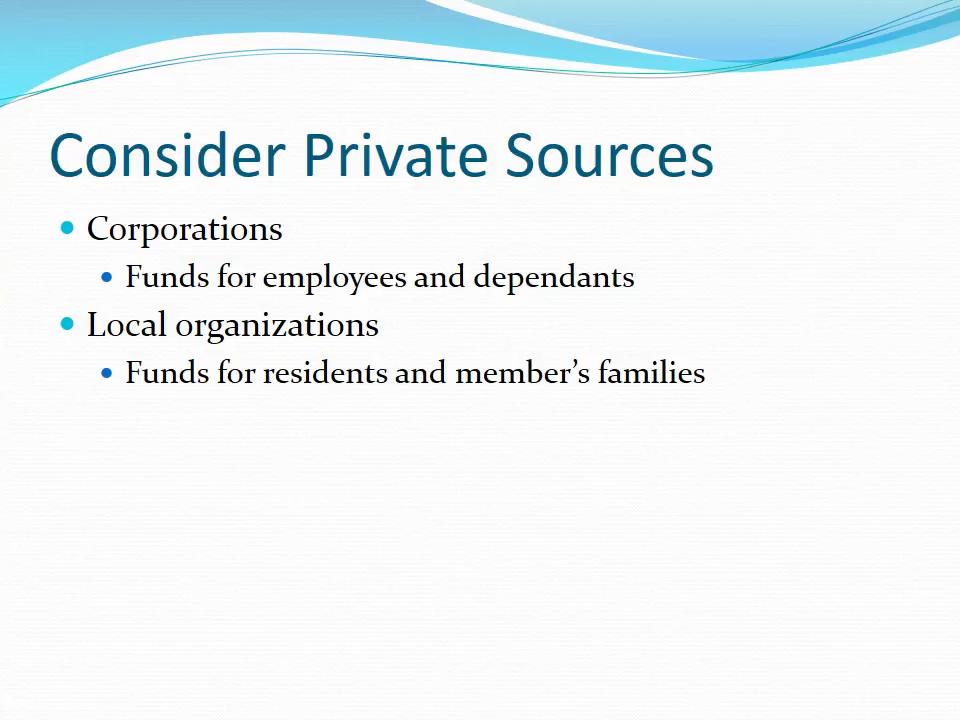 Consider Private Sources
Corporations
Funds for employees and dependants
Local organizations
Funds for residents and member’s families